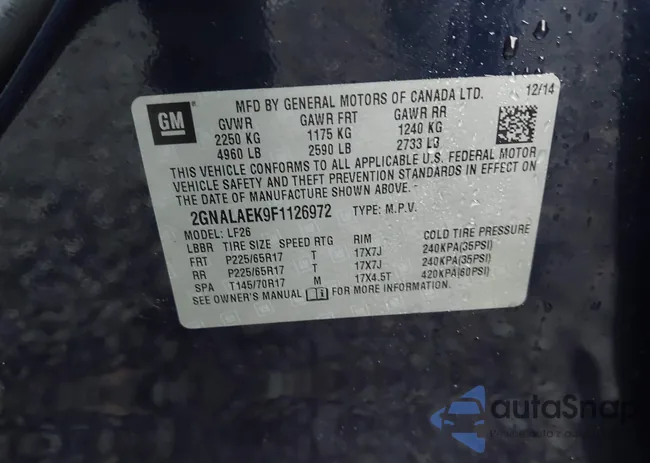 MFD BY GENERAL MOTORS OF CANADA LTD. 12/14
GM
GVWR GAWR FRT GAWR RR
2250 KG 1175 KG 1240 KG
4960 LB 2590 LB 2733 LB
THIS VEHICLE CONFORMS TO ALL APPLICABLE U.S. FEDERAL MOTOR
VEHICLE SAFETY AND THEFT PREVENTION STANDARDS IN EFFECT ON
THE DATE OF MANUFACTURE SHOWN ABOVE.
2GNALAEK9F1126972 TYPE: M.P.V.
MODEL: LF26
LBBR TIRE SIZE SPEED RTG RIM COLD TIRE PRESSURE
FRT P225/65R17 T 17X7J 240KPA(35PSI)
RR P225/65R17 T 17X7J 240KPA(35PSI)
SPA T145/70R17 M 17X4.5T 420KPA(60PSI)
SEE OWNER'S MANUAL FOR MORE INFORMATION.
autaSnap